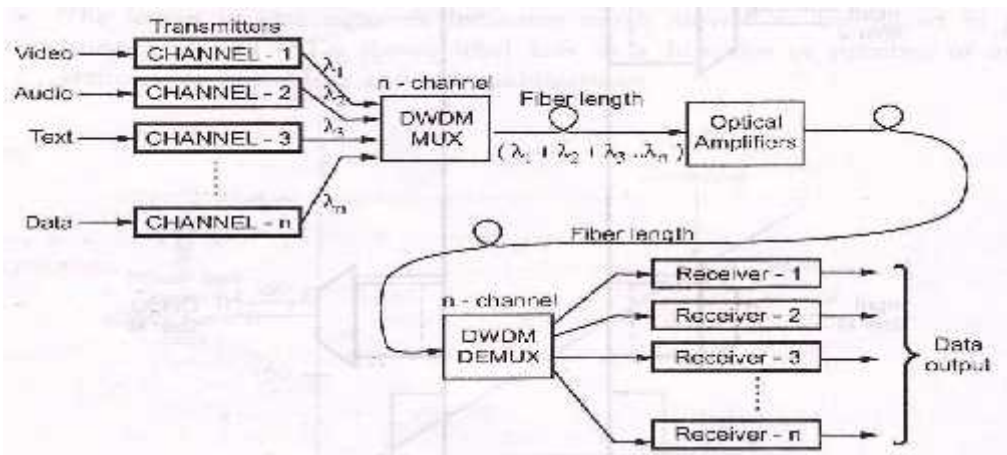 Transmitters
Video CHANNEL - 1 λ1
Audio CHANNEL - 2 λ2
Text CHANNEL - 3 λ3
Data CHANNEL - n λn
n - channel
DWDM
MUX
Fiber length
( λ1 + λ2 + λ3 ..λn )
Optical
Amplifiers
Fiber length
n - channel
DWDM
DEMUX
Receiver - 1
Receiver - 2
Receiver - 3
Receiver - n
Data
output